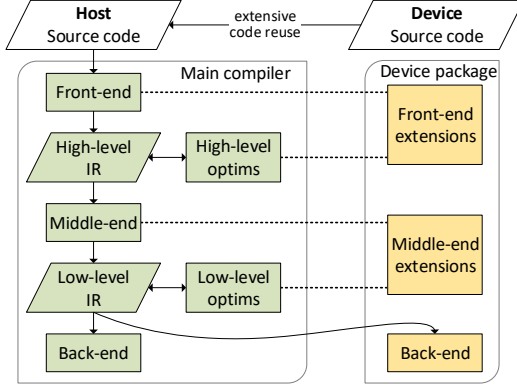 Host
Source code
extensive
code reuse
Device
Source code
Main compiler
Device package
Front-end
Front-end
extensions
High-level
IR
High-level
optims
Middle-end
Middle-end
extensions
Low-level
IR
Low-level
optims
Back-end
Back-end